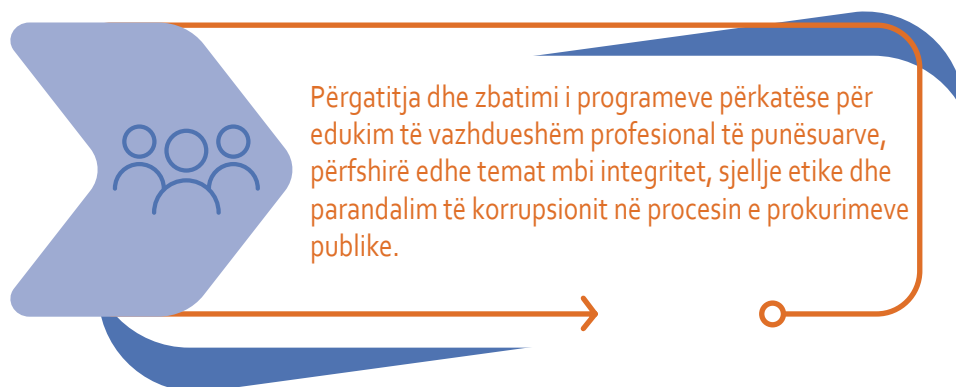 Përgatitja dhe zbatimi i programeve përkatëse për
edukim të vazhdueshëm profesional të punësuarve,
përfshirë edhe temat mbi integritet, sjellje etike dhe
parandalim të korrupsionit në procesin e prokurimeve
publike.